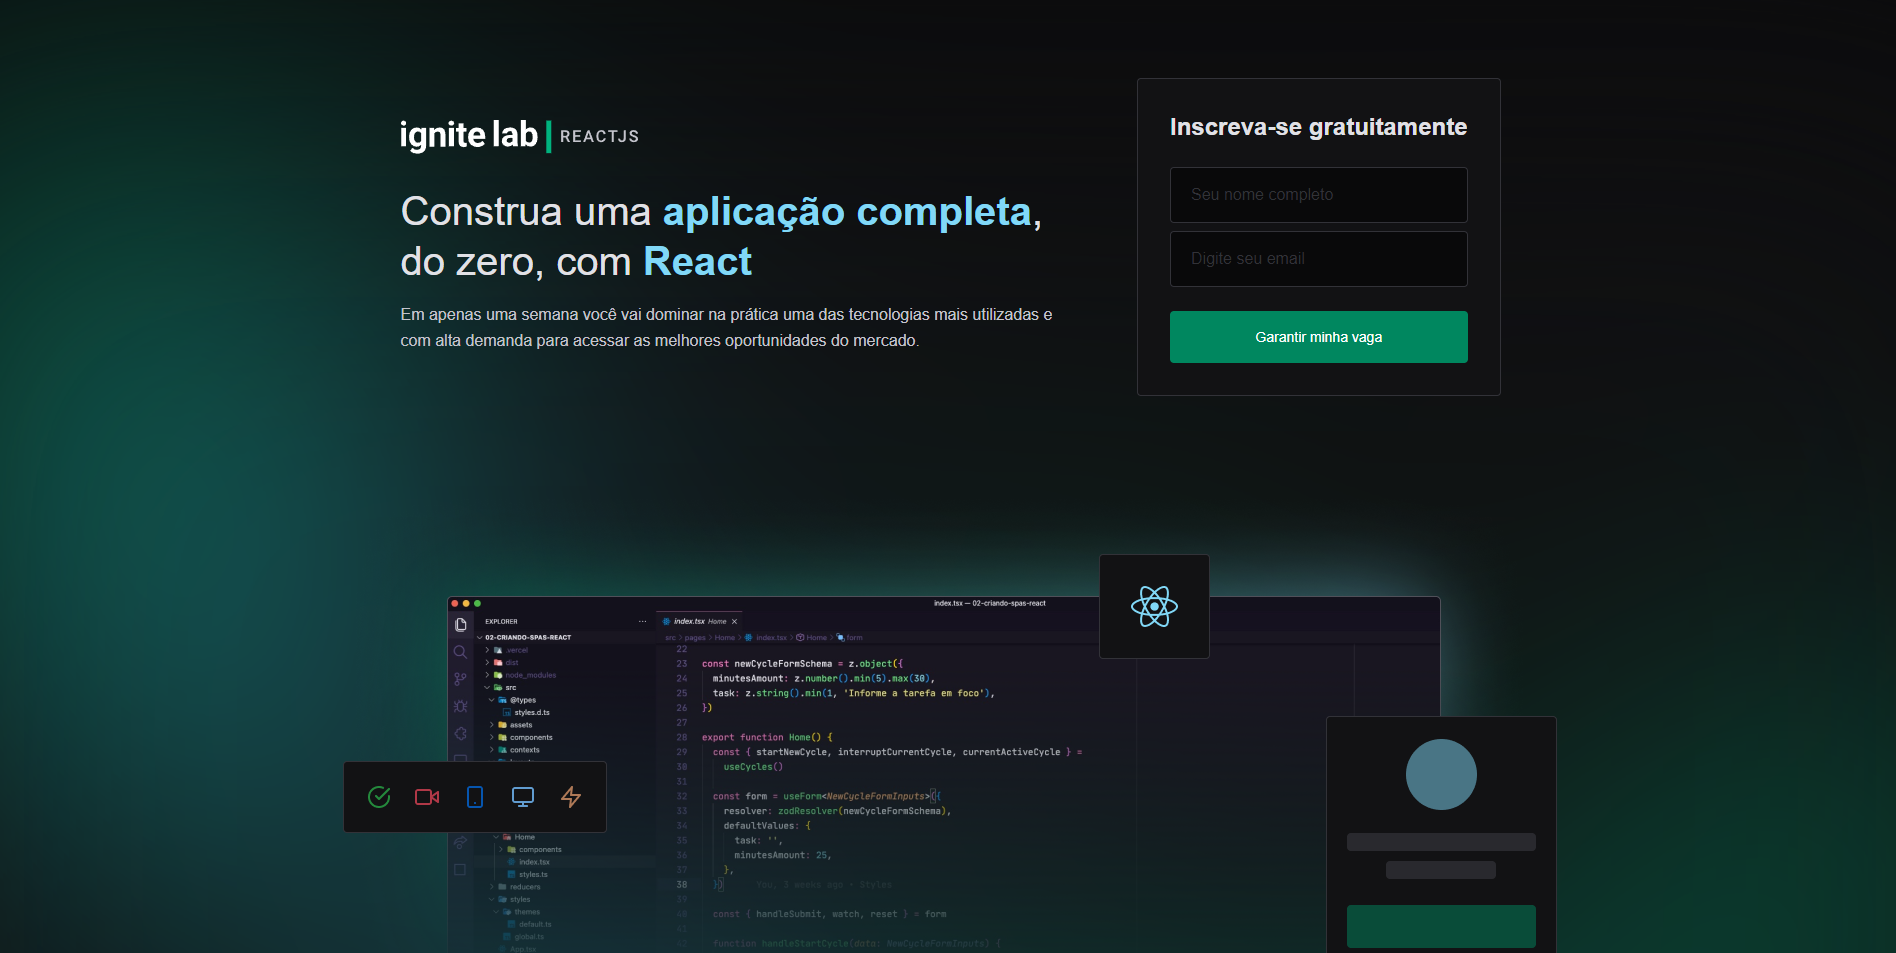 ignite lab | REACTJS
Construa uma aplicação completa,
do zero, com React
Em apenas uma semana você vai dominar na prática uma das tecnologias mais utilizadas e
com alta demanda para acessar as melhores oportunidades do mercado.
Inscreva-se gratuitamente
Seu nome completo
Digite seu email
Garantir minha vaga
index.tsx — 02-criando-spas-react
EXPLORER
02-CRIANDO-SPAS-REACT
.vercel
dist
node_modules
src
@types
styles.d.ts
assets
components
contexts
Home
components
index.tsx
styles.ts
reducers
styles
themes
default.ts
global.ts
App.tsx
index.tsx Home
src > pages > Home > index.tsx > Home > form
22
23 const newCycleFormSchema = z.object({
24 minutesAmount: z.number().min(5).max(30),
25 task: z.string().min(1, 'Informe a tarefa em foco'),
26 })
27
28 export function Home() {
29 const { startNewCycle, interruptCurrentCycle, currentActiveCycle } =
30 useCycles()
31
32 const form = useForm<NewCycleFormInputs>({
33 resolver: zodResolver(newCycleFormSchema),
34 defaultValues: {
35 task: '',
36 minutesAmount: 25,
37 },
38 }) You, 3 weeks ago • Styles
39
40 const { handleSubmit, watch, reset } = form
41
42 function handleStartCycle(data: NewCycleFormInputs) {